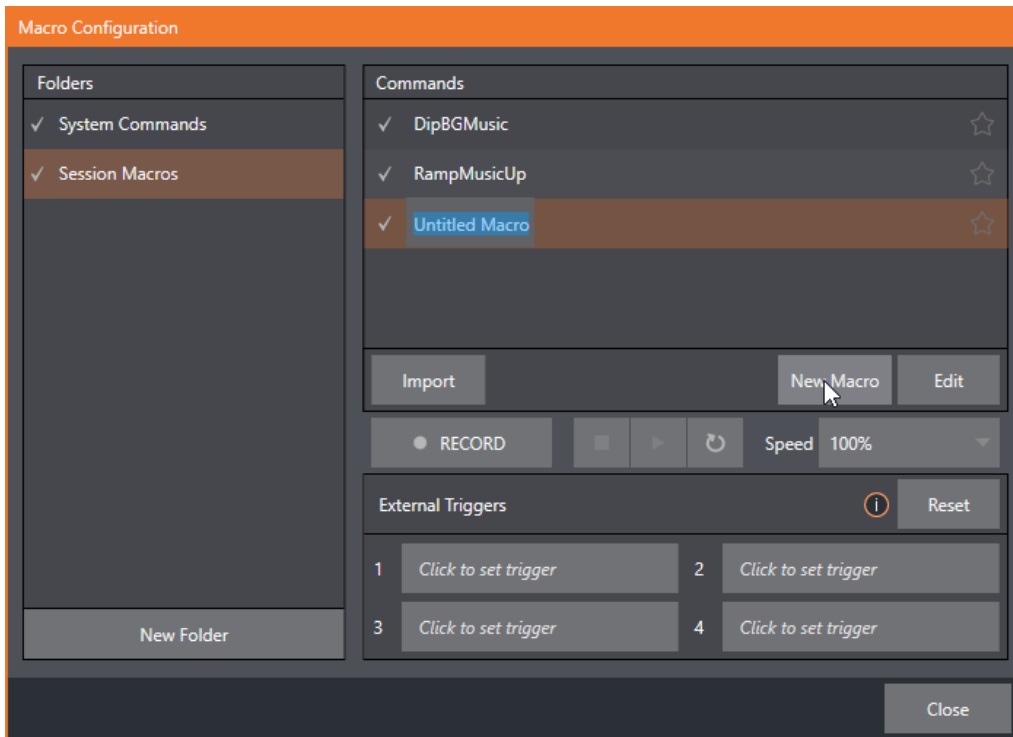 Macro Configuration
Folders
System Commands
Session Macros
New Folder
Commands
DipBGMusic
RampMusicUp
Untitled Macro
Import
New Macro
Edit
RECORD
Speed
100%
External Triggers
i
Reset
1 Click to set trigger
2 Click to set trigger
3 Click to set trigger
4 Click to set trigger
Close